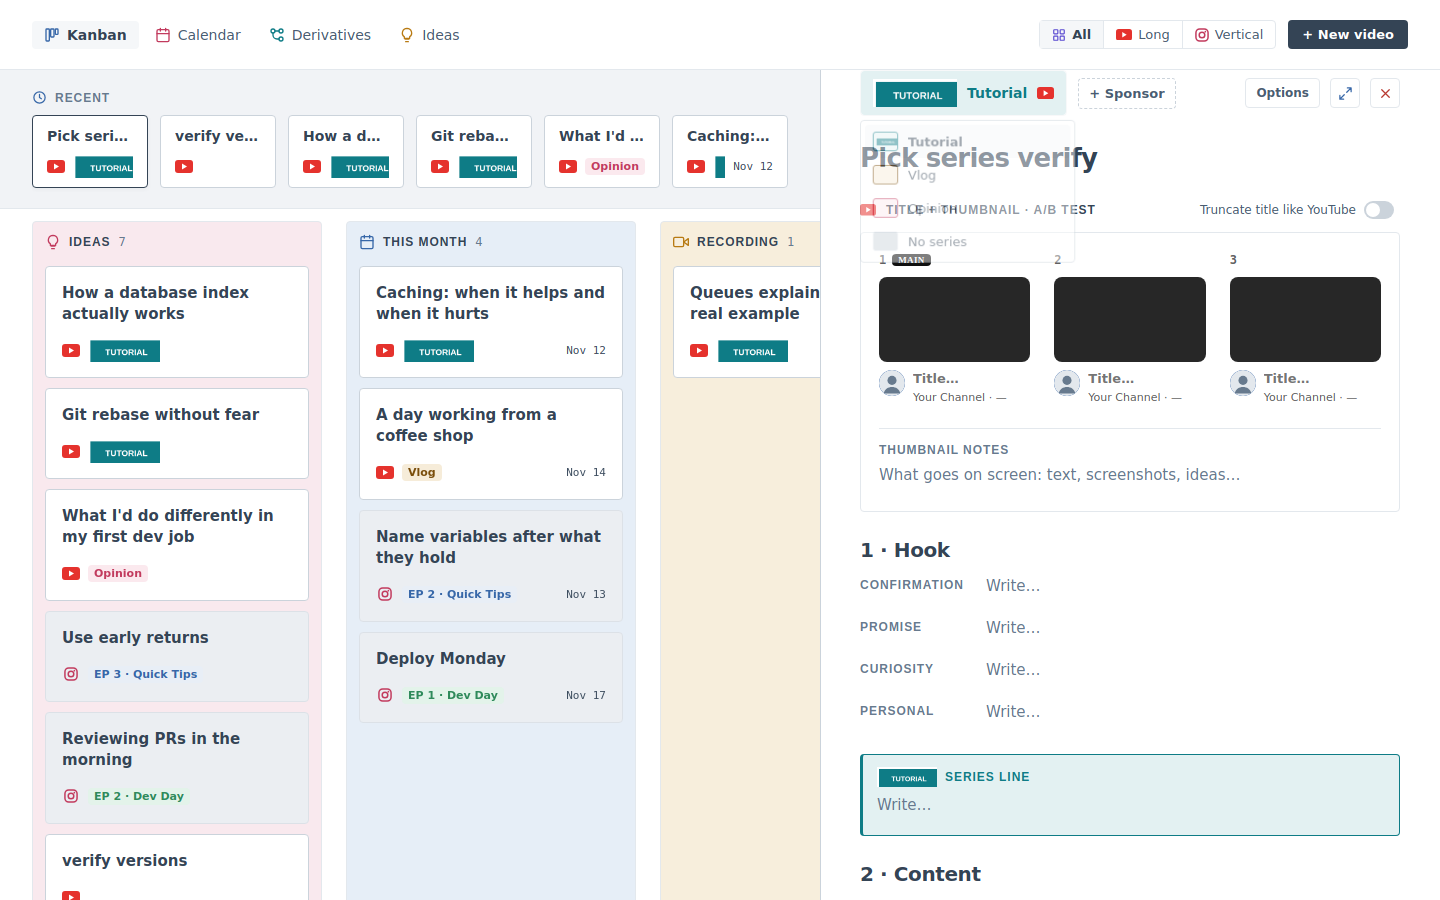 Kanban
Calendar
Derivatives
Ideas
All
Long
Vertical
+ New video
RECENT
Pick seri…
TUTORIAL
verify ve…
How a d…
TUTORIAL
Git reba…
TUTORIAL
What I'd …
Opinion
Caching:…
Nov 12
IDEAS 7
How a database index
actually works
TUTORIAL
Git rebase without fear
TUTORIAL
What I'd do differently in
my first dev job
Opinion
Use early returns
EP 3 · Quick Tips
Reviewing PRs in the
morning
EP 2 · Dev Day
verify versions
THIS MONTH 4
Caching: when it helps and
when it hurts
TUTORIAL
Nov 12
A day working from a
coffee shop
Vlog
Nov 14
Name variables after what
they hold
EP 2 · Quick Tips
Nov 13
Deploy Monday
EP 1 · Dev Day
Nov 17
RECORDING 1
Queues explain
real example
TUTORIAL
TUTORIAL
Tutorial
+ Sponsor
Options
Tutorial
Vlog
Opinion
No series
Pick series verify
TITLE + THUMBNAIL · A/B TEST
Truncate title like YouTube
1 MAIN
2
3
Title…
Your Channel · —
Title…
Your Channel · —
Title…
Your Channel · —
THUMBNAIL NOTES
What goes on screen: text, screenshots, ideas…
1 · Hook
CONFIRMATION Write…
PROMISE Write…
CURIOSITY Write…
PERSONAL Write…
TUTORIAL SERIES LINE
Write…
2 · Content